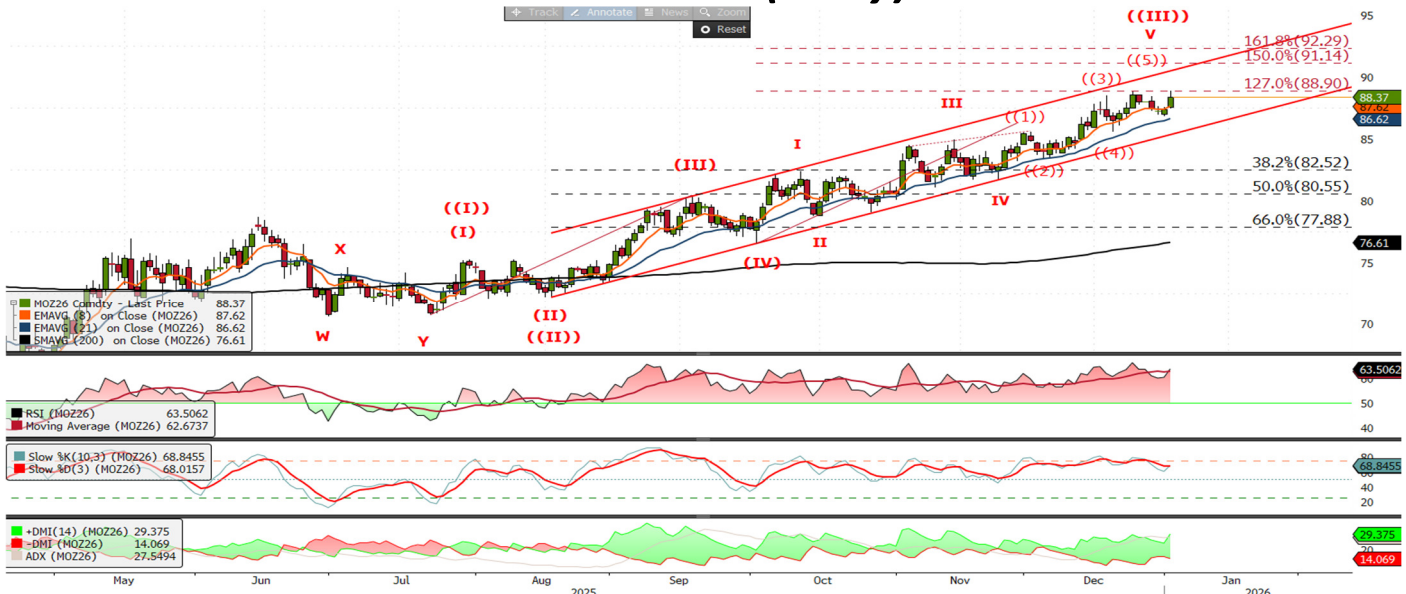 Track Annotate News Zoom
Reset
((III))
V
95
161.8%(92.29)
150.0%(91.14)
((5))
((3))
90
127.0%(88.90)
88.37
87.62
86.62
III
((1))
85
I
((4))
(III)
38.2%(82.52)
((2))
50.0%(80.55)
80
IV
((I))
66.0%(77.88)
(I)
X
II
76.61
(IV)
75
MOZ26 Comdty - Last Price 88.37
EMAVG (8) on Close (MOZ26) 87.62
EMAVG (21) on Close (MOZ26) 86.62
SMAVG (200) on Close (MOZ26) 76.61
(II)
((II))
W
Y
70
63.5062
60
50
40
RSI (MOZ26) 63.5062
Moving Average (MOZ26) 62.6737
Slow %K(10,3) (MOZ26) 68.8455
Slow %D(3) (MOZ26) 68.0157
80
68.8455
40
20
+DMI(14) (MOZ26) 29.375
-DMI (MOZ26) 14.069
ADX (MOZ26) 27.5494
29.375
20
14.069
May Jun Jul Aug Sep Oct Nov Dec Jan
2025 2026